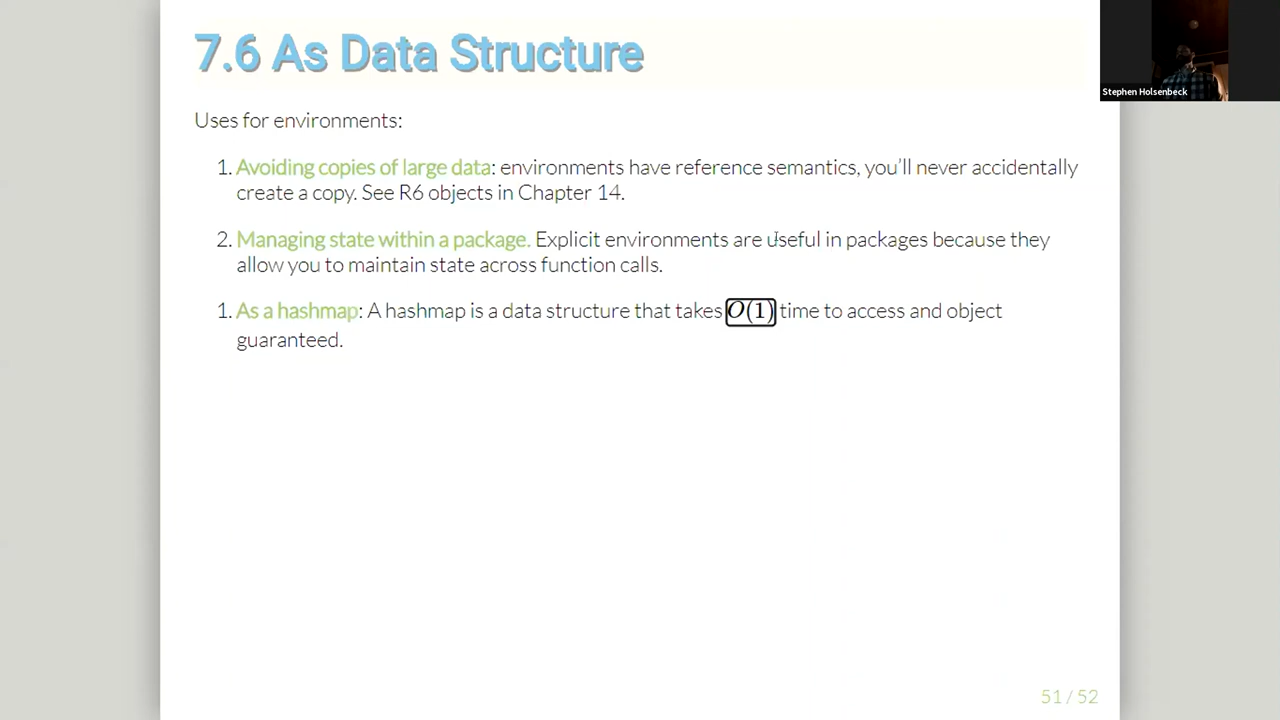 7.6 As Data Structure
Stephen Holsenbeck
Uses for environments:
1. Avoiding copies of large data: environments have reference semantics, you'll never accidentally
create a copy. See R6 objects in Chapter 14.
2. Managing state within a package. Explicit environments are useful in packages because they
allow you to maintain state across function calls.
1. As a hashmap: A hashmap is a data structure that takes O(1) time to access and object
guaranteed.
51 / 52